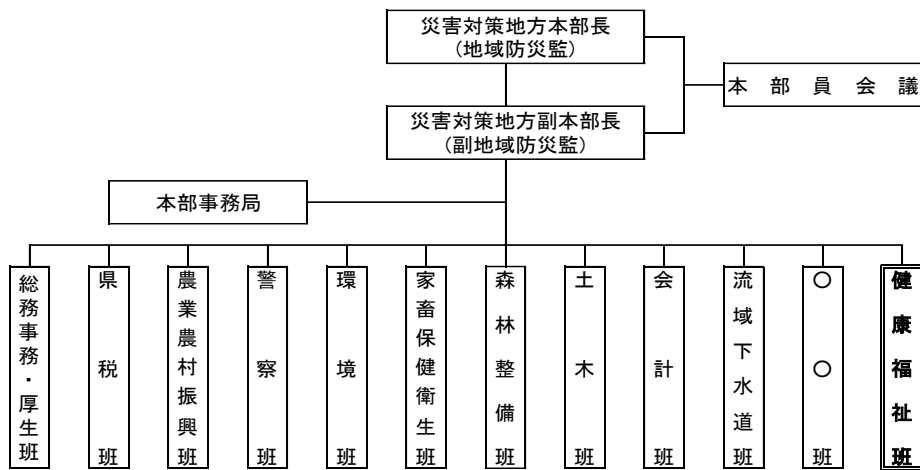 災害対策地方本部長
(地域防災監)
本部員会議
災害対策地方副本部長
(副地域防災監)
本部事務局
総務事務・厚生班
県税班
農業農村振興班
警察班
環境班
家畜保健衛生班
森林整備班
土木班
会計班
流域下水道班
〇〇班
健康福祉班